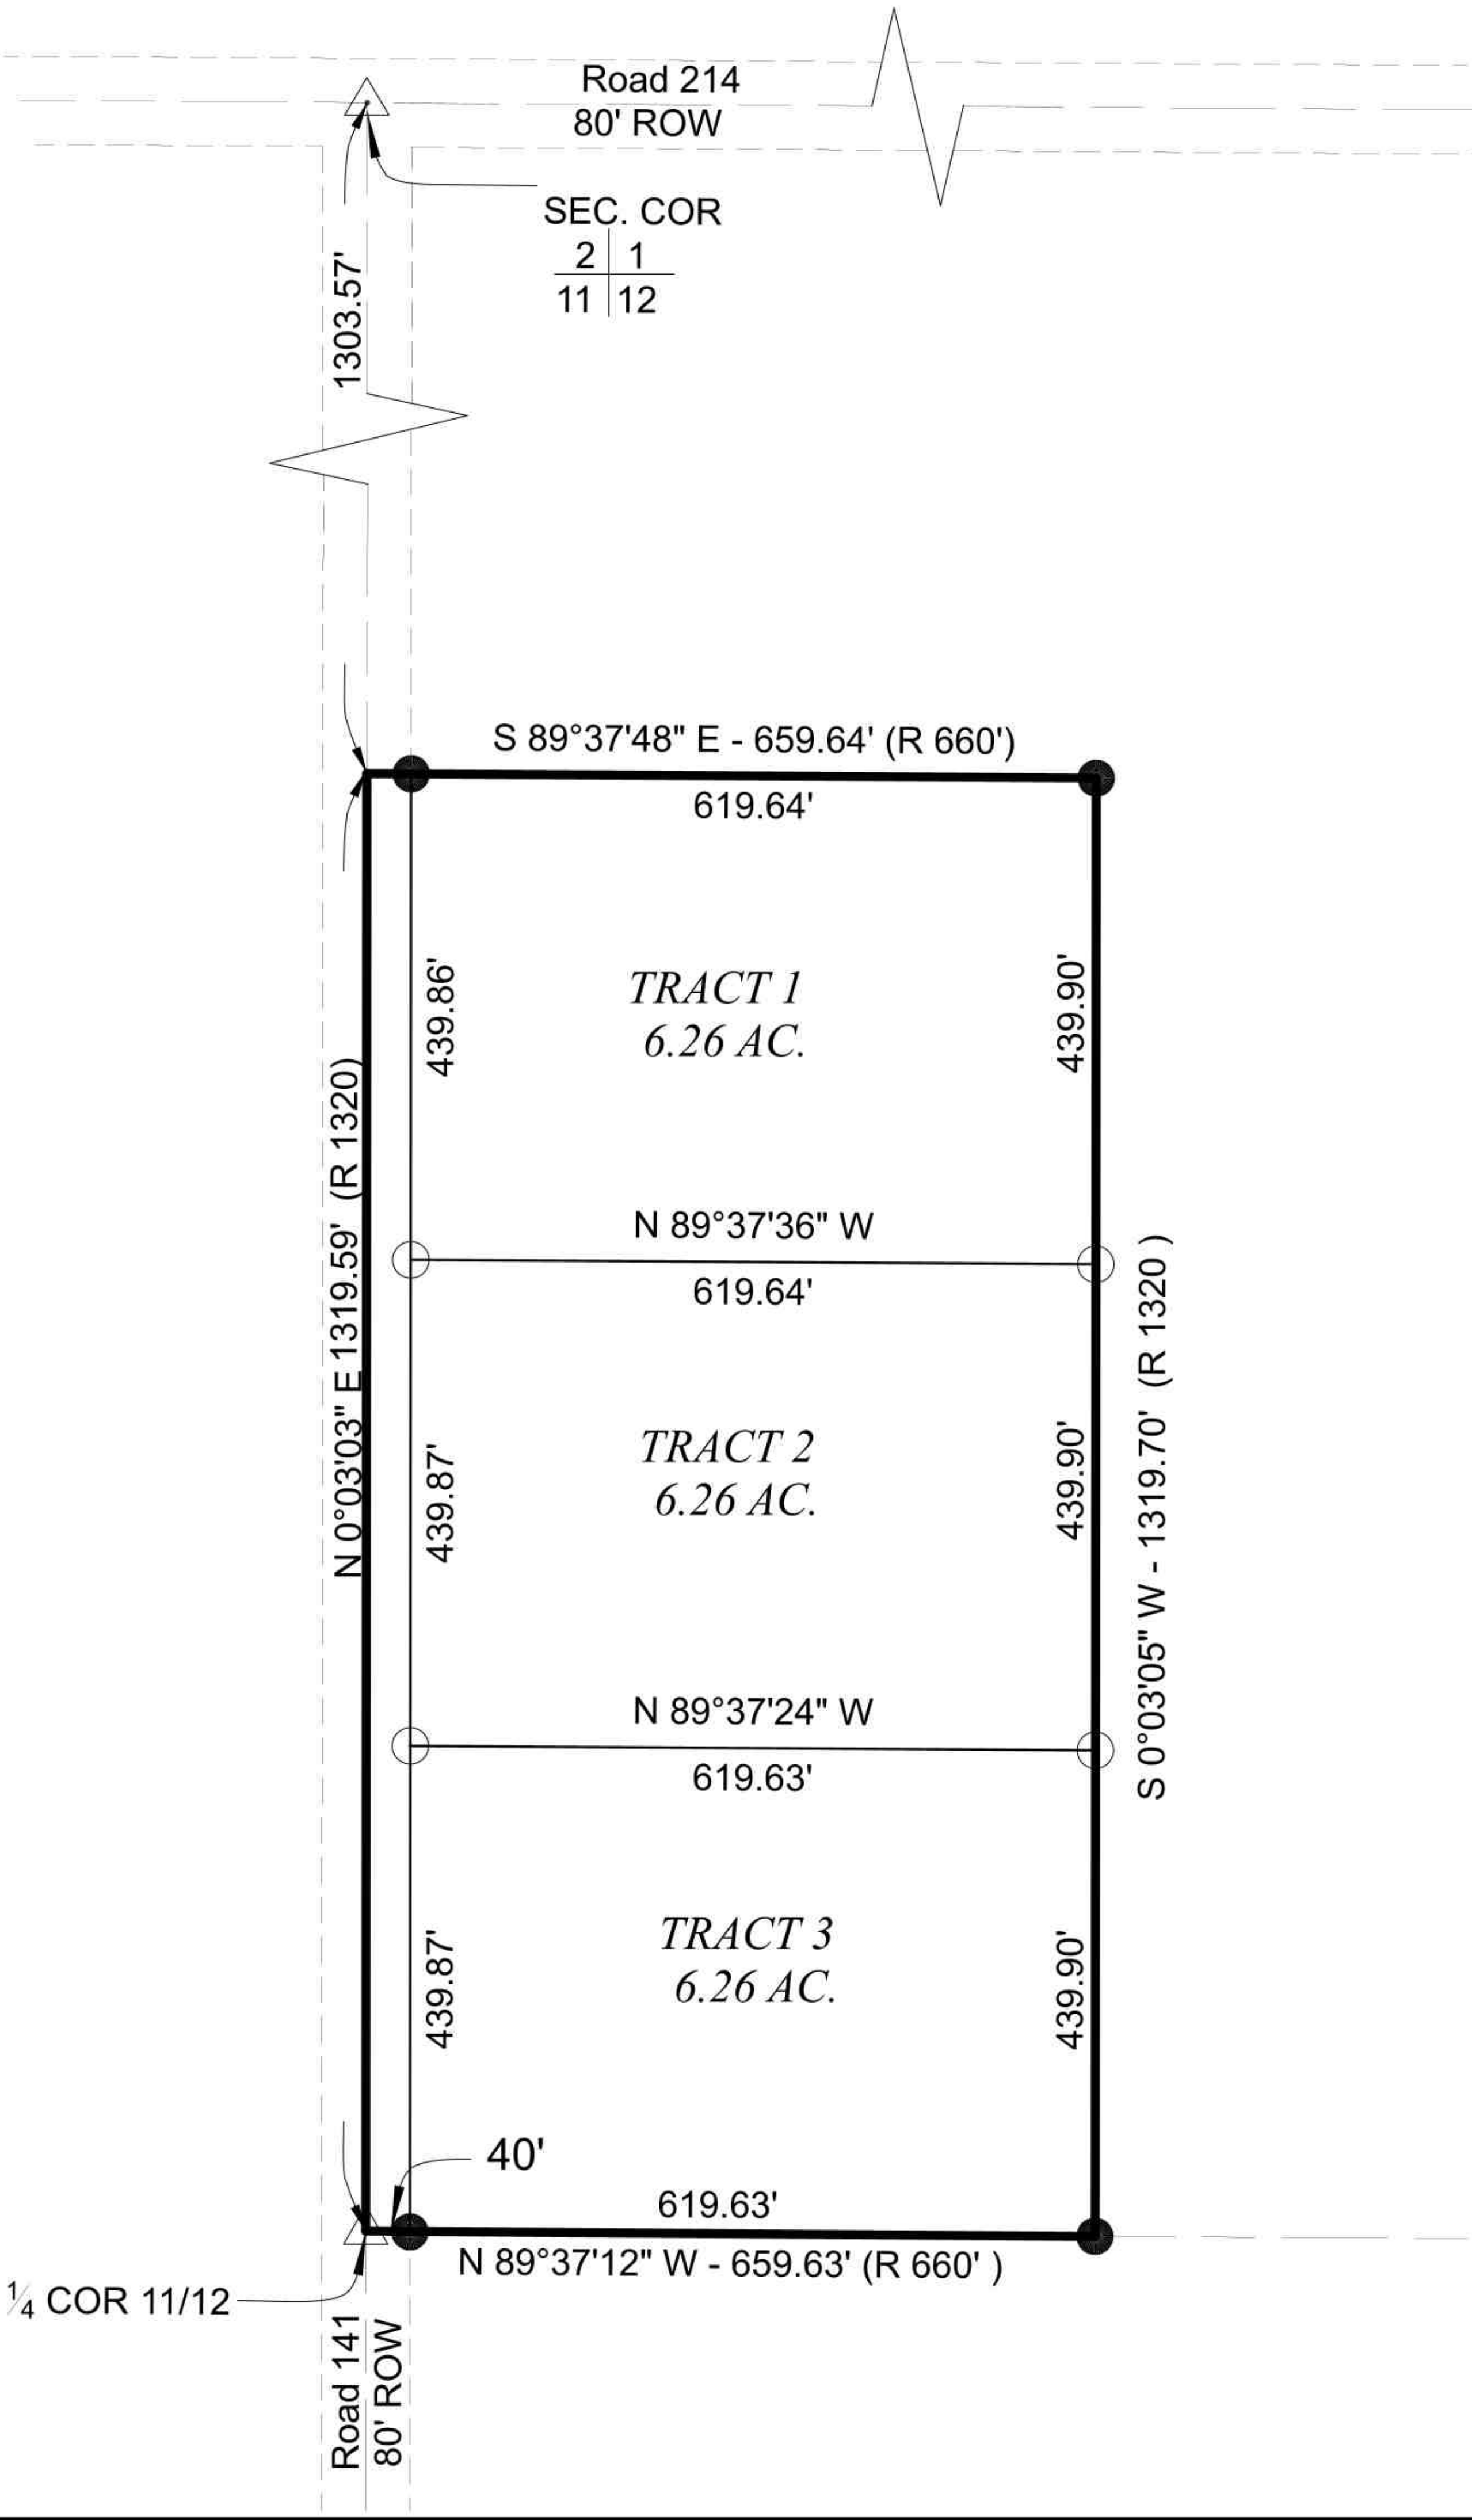 Road 214
80' ROW
SEC. COR
2 1
11 12
1303.57'
S 89°37'48" E - 659.64' (R 660')
619.64'
TRACT 1
6.26 AC.
439.86'
439.90'
N 0°03'03" E 1319.59' (R 1320)
N 89°37'36" W
619.64'
S 0°03'05" W - 1319.70' (R 1320 )
TRACT 2
6.26 AC.
439.87'
439.90'
N 89°37'24" W
619.63'
TRACT 3
6.26 AC.
439.87'
439.90'
40'
619.63'
N 89°37'12" W - 659.63' (R 660' )
¼ COR 11/12
Road 141
80' ROW